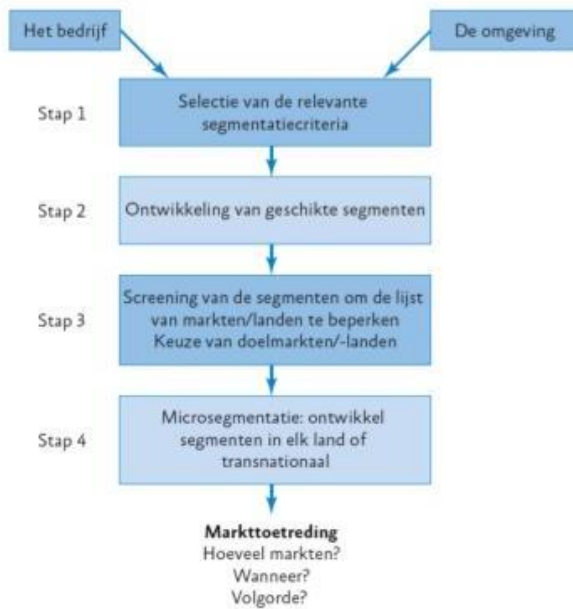 Het bedrijf
De omgeving
Stap 1
Selectie van de relevante
segmentatiecriteria
Stap 2
Ontwikkeling van geschikte segmenten
Stap 3
Screening van de segmenten om de lijst
van markten/landen te beperken
Keuze van doelmarkten/-landen
Stap 4
Microsegmentatie: ontwikkel
segmenten in elk land of
transnationaal
Markttoetreding
Hoeveel markten?
Wanneer?
Volgorde?